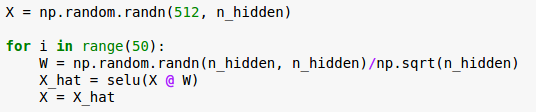 X = np.random.randn(512, n_hidden)
for i in range(50):
    W = np.random.randn(n_hidden, n_hidden)/np.sqrt(n_hidden)
    X_hat = selu(X @ W)
    X = X_hat